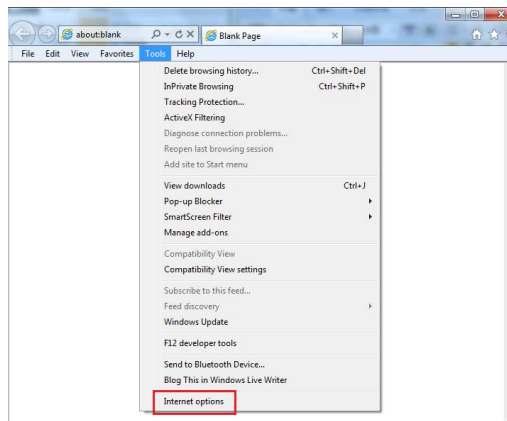 about:blank
Blank Page
File Edit View Favorites Tools Help
Delete browsing history... Ctrl+Shift+Del
InPrivate Browsing Ctrl+Shift+P
Tracking Protection...
ActiveX Filtering
Diagnose connection problems...
Reopen last browsing session
Add site to Start menu
View downloads Ctrl+J
Pop-up Blocker
SmartScreen Filter
Manage add-ons
Compatibility View
Compatibility View settings
Subscribe to this feed...
Feed discovery
Windows Update
F12 developer tools
Send to Bluetooth Device...
Blog This in Windows Live Writer
Internet options